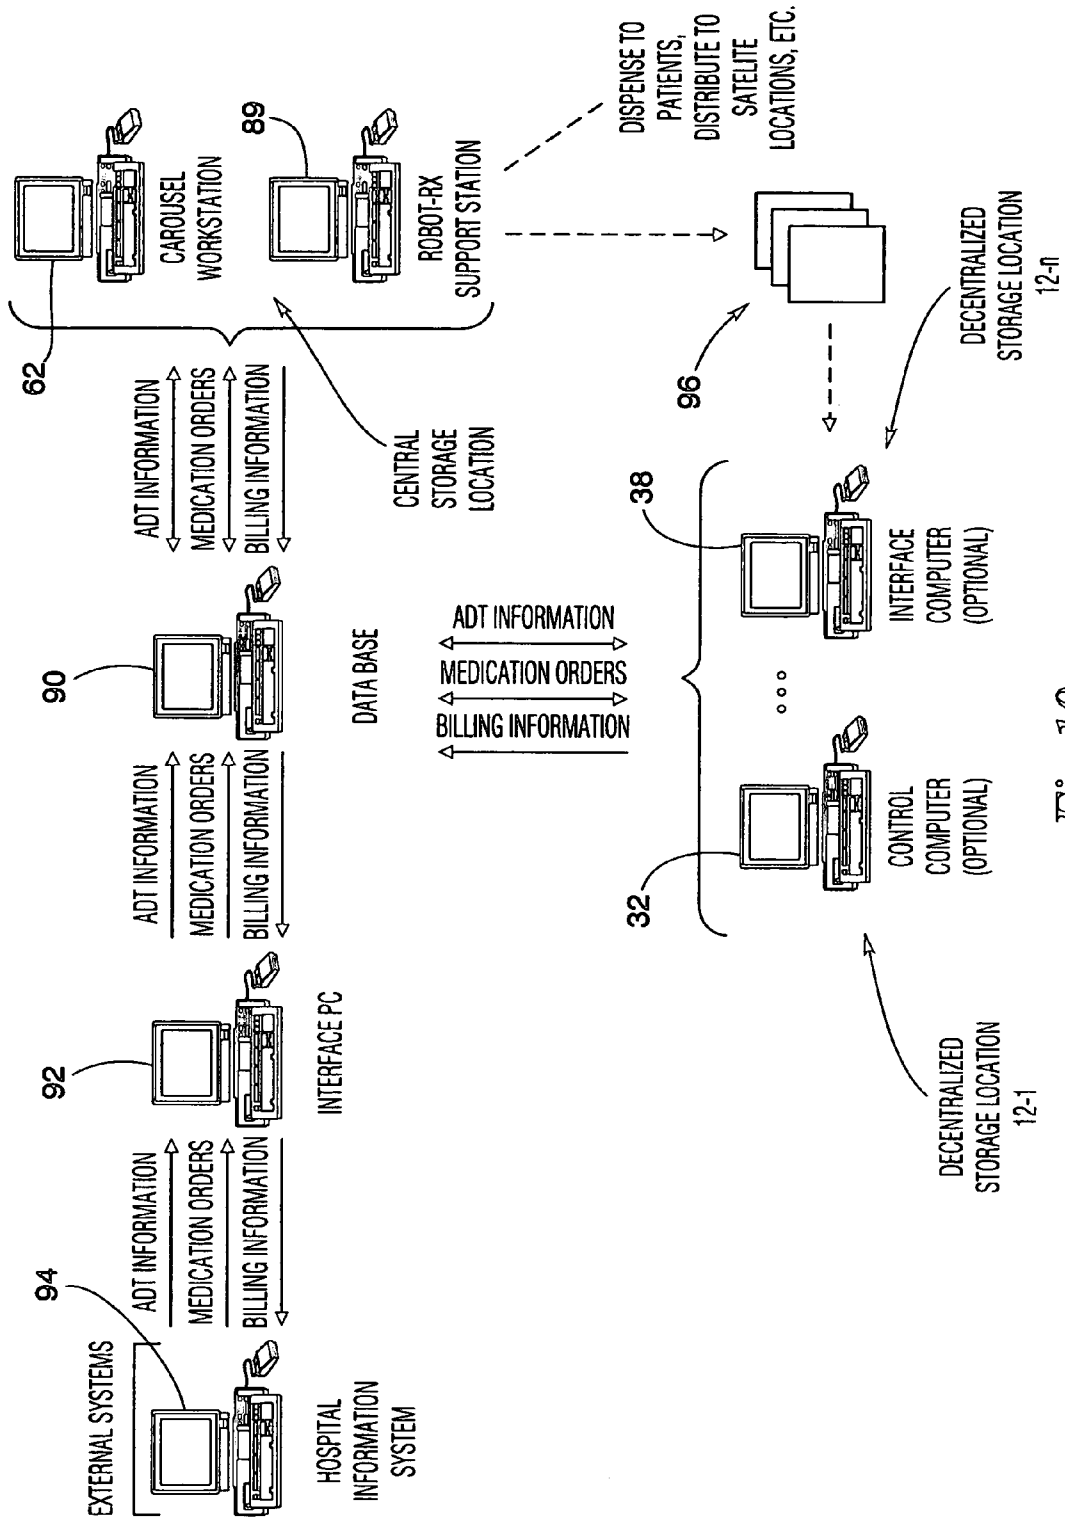 EXTERNAL SYSTEMS
94
HOSPITAL
INFORMATION
SYSTEM
ADT INFORMATION
MEDICATION ORDERS
BILLING INFORMATION
92
INTERFACE PC
ADT INFORMATION
MEDICATION ORDERS
BILLING INFORMATION
90
DATA BASE
ADT INFORMATION
MEDICATION ORDERS
BILLING INFORMATION
62
CAROUSEL
WORKSTATION
89
ROBOT-RX
SUPPORT STATION
CENTRAL
STORAGE
LOCATION
DISPENSE TO
PATIENTS,
DISTRIBUTE TO
SATELITE
LOCATIONS, ETC.
ADT INFORMATION
MEDICATION ORDERS
BILLING INFORMATION
96
32
CONTROL
COMPUTER
(OPTIONAL)
38
INTERFACE
COMPUTER
(OPTIONAL)
DECENTRALIZED
STORAGE LOCATION
12-1
DECENTRALIZED
STORAGE LOCATION
12-n